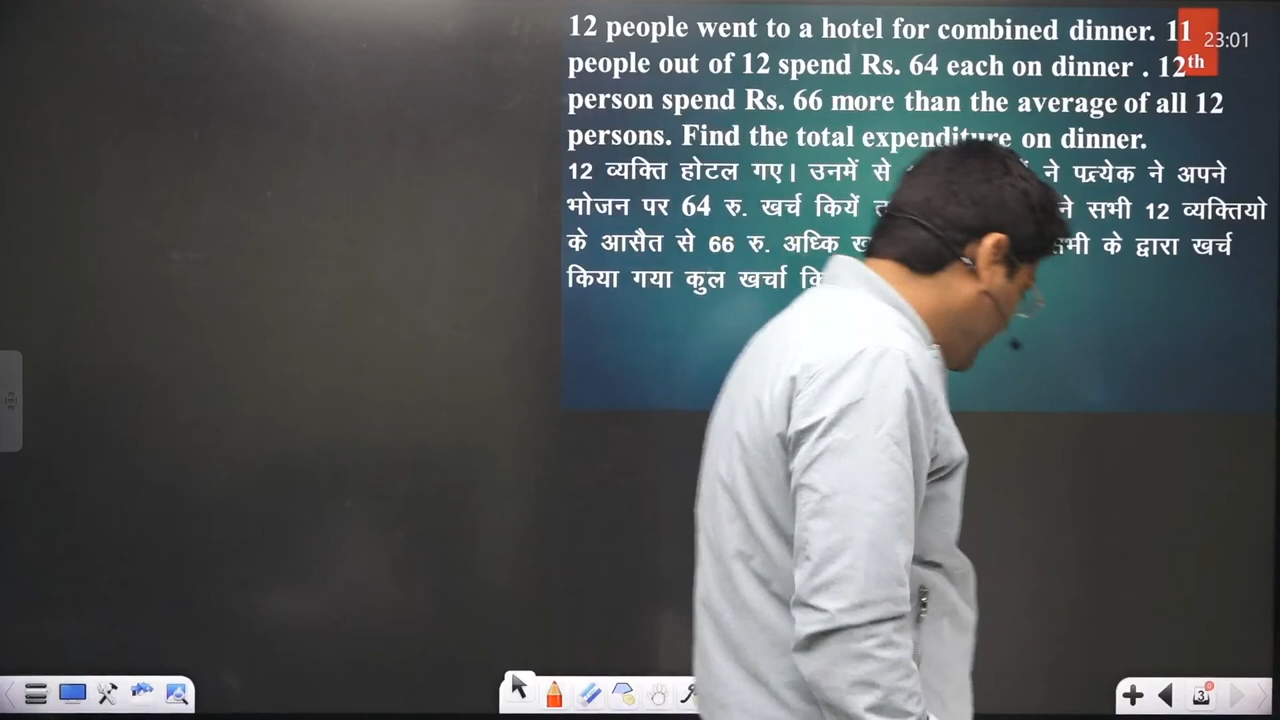 12 people went to a hotel for combined dinner. 11
23:01
people out of 12 spend Rs. 64 each on dinner . 12th
person spend Rs. 66 more than the average of all 12
persons. Find the total expenditure on dinner.
12 व्यक्ति होटल गए। उनमें से ने प्रत्येक ने अपने
भोजन पर 64 रु. खर्च कियें सभी 12 व्यक्तियो
के आसैत से 66 रु. अध्कि के द्वारा खर्च
किया गया कुल खर्चा
3